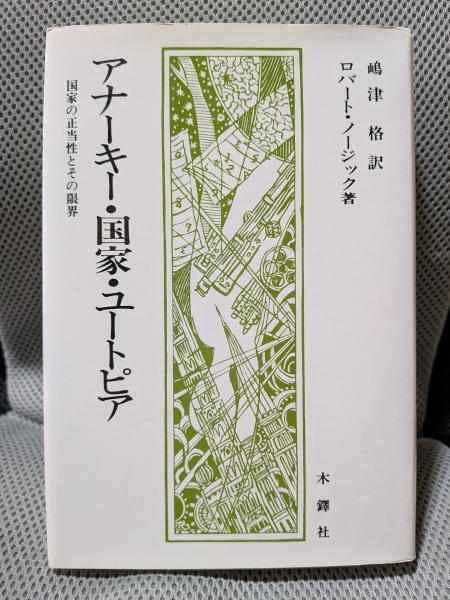 嶋津格訳
ロバート・ノージック著
アナーキー・国家・ユートピア
国家の正当性とその限界
木鐸社